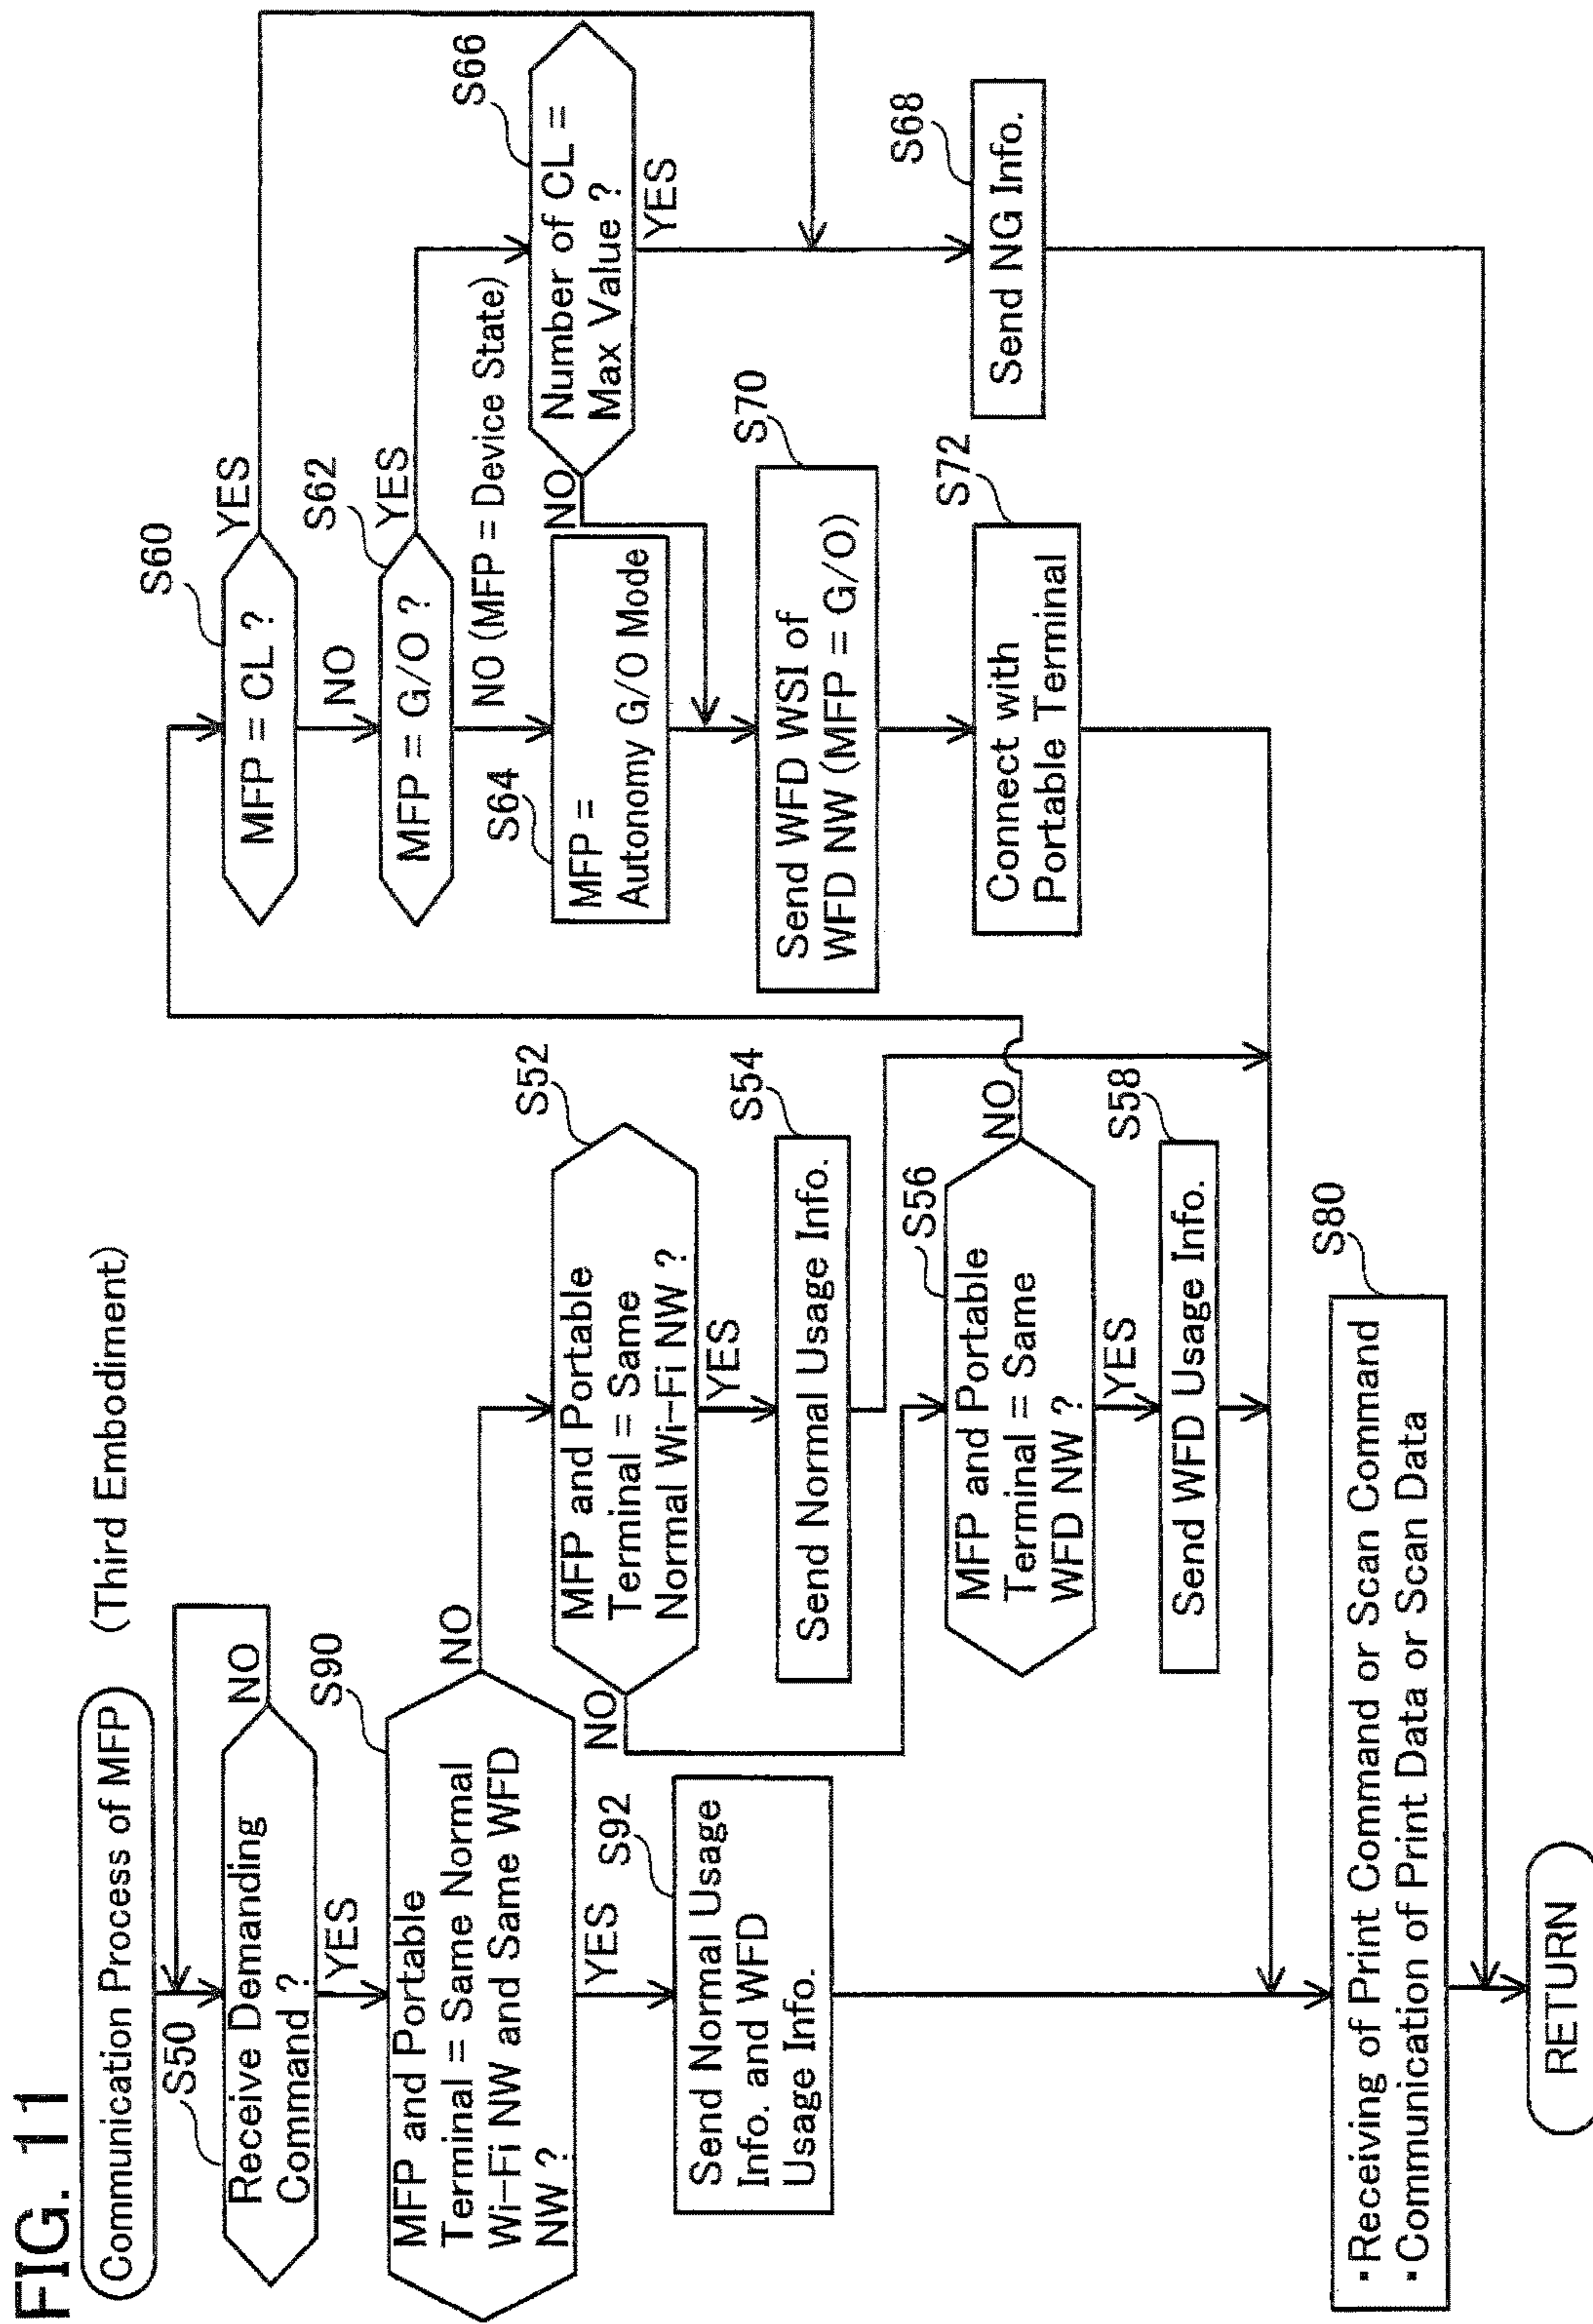 FIG. 11
Communication Process of MFP
(Third Embodiment)
S50
Receive Demanding
Command ?
NO
YES
S90
MFP and Portable
Terminal = Same Normal
Wi-Fi NW and Same WFD
NW ?
NO
YES
S92
Send Normal Usage
Info. and WFD
Usage Info.
S52
MFP and Portable
Terminal = Same
Normal Wi-Fi NW ?
NO
YES
S54
Send Normal Usage Info.
S56
MFP and Portable
Terminal = Same
WFD NW ?
NO
YES
S58
Send WFD Usage Info.
S60
MFP = CL ?
YES
NO
S62
MFP = G/O ?
YES
NO (MFP = Device State)
S64
MFP =
Autonomy G/O Mode
S66
Number of CL =
Max Value ?
NO
YES
S68
Send NG Info.
S70
Send WFD WSI of
WFD NW (MFP = G/O)
S72
Connect with
Portable Terminal
S80
・Receiving of Print Command or Scan Command
・Communication of Print Data or Scan Data
RETURN